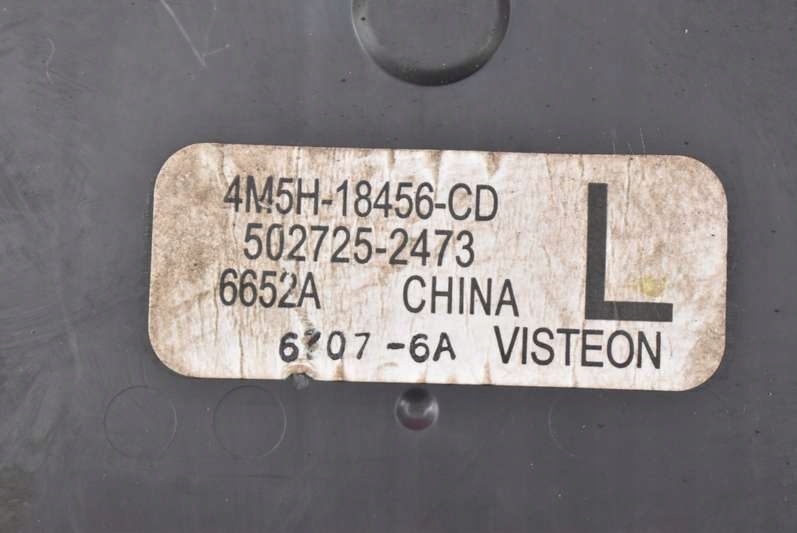 4M5H-18456-CD
502725-2473
L
6652A CHINA
-6A VISTEON